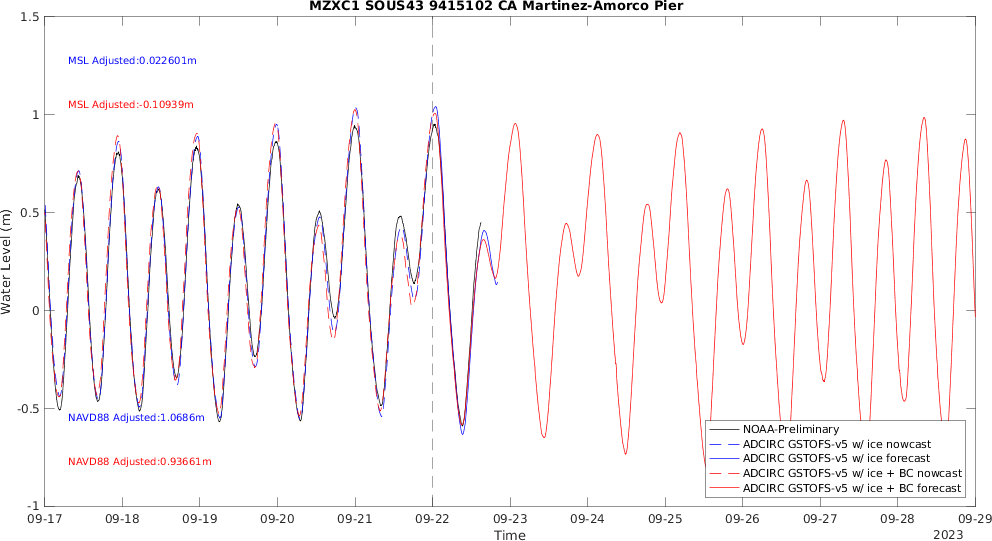 MZXC1 SOUS43 9415102 CA Martinez-Amorco Pier
1.5
1
0.5
0
-0.5
-1
Water Level (m)
MSL Adjusted:0.022601m
MSL Adjusted:-0.10939m
NAVD88 Adjusted:1.0686m
NAVD88 Adjusted:0.93661m
NOAA-Preliminary
ADCIRC GSTOFS-v5 w/ ice nowcast
ADCIRC GSTOFS-v5 w/ ice forecast
ADCIRC GSTOFS-v5 w/ ice + BC nowcast
ADCIRC GSTOFS-v5 w/ ice + BC forecast
09-17 09-18 09-19 09-20 09-21 09-22 09-23 09-24 09-25 09-26 09-27 09-28 09-29
Time
2023